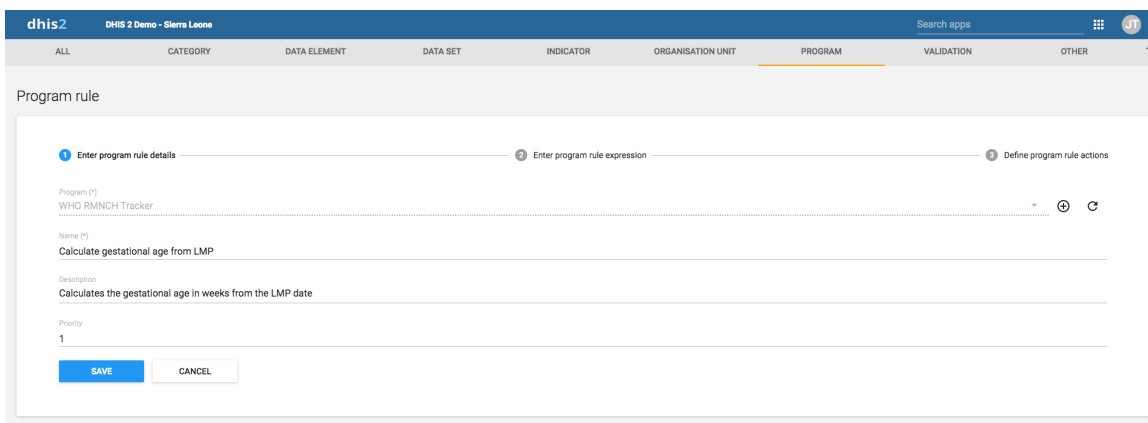 dhis2 DHIS 2 Demo - Sierra Leone Search apps JT
ALL CATEGORY DATA ELEMENT DATA SET INDICATOR ORGANISATION UNIT PROGRAM VALIDATION OTHER
Program rule
1 Enter program rule details 2 Enter program rule expression 3 Define program rule actions
Program (*)
WHO RMNCH Tracker
Name (*)
Calculate gestational age from LMP
Description
Calculates the gestational age in weeks from the LMP date
Priority
1
SAVE CANCEL